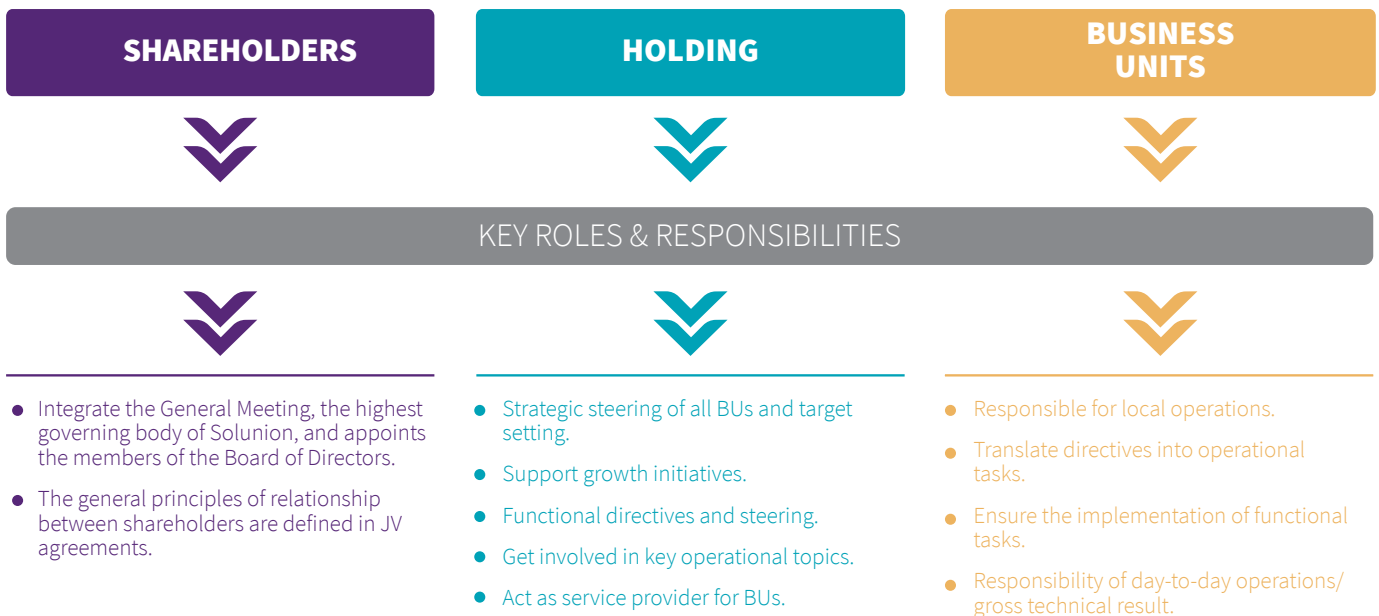 SHAREHOLDERS
HOLDING
BUSINESS
UNITS
KEY ROLES & RESPONSIBILITIES
Integrate the General Meeting, the highest
governing body of Solunion, and appoints
the members of the Board of Directors.
The general principles of relationship
between shareholders are defined in JV
agreements.
Strategic steering of all BUs and target
setting.
Support growth initiatives.
Functional directives and steering.
Get involved in key operational topics.
Act as service provider for BUs.
Responsible for local operations.
Translate directives into operational
tasks.
Ensure the implementation of functional
tasks.
Responsibility of day-to-day operations/
gross technical result.